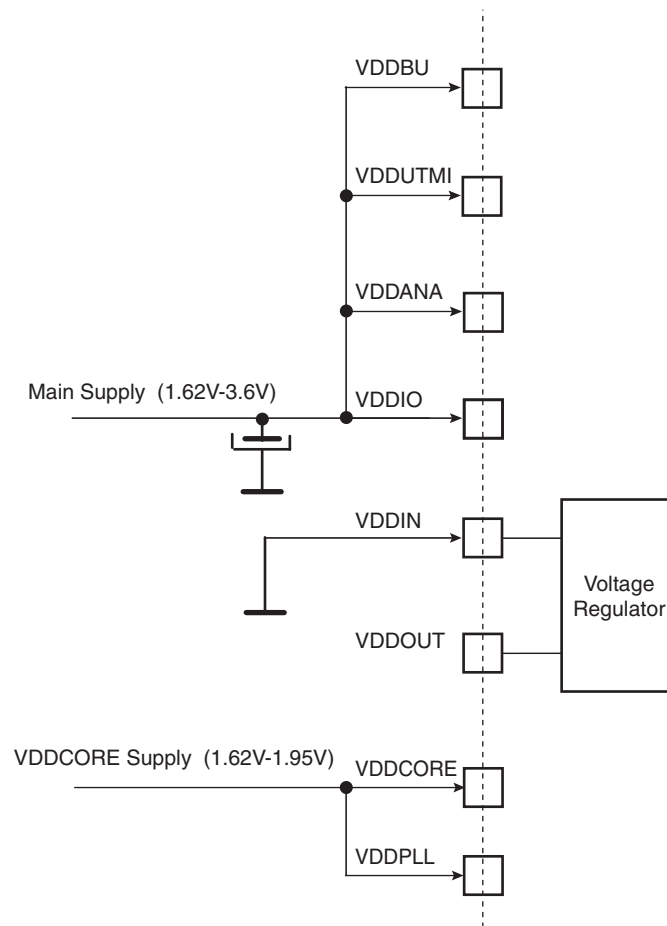 VDDBU
VDDUTMI
VDDANA
Main Supply (1.62V-3.6V)
VDDIO
VDDIN
Voltage
Regulator
VDDOUT
VDDCORE Supply (1.62V-1.95V)
VDDCORE
VDDPLL